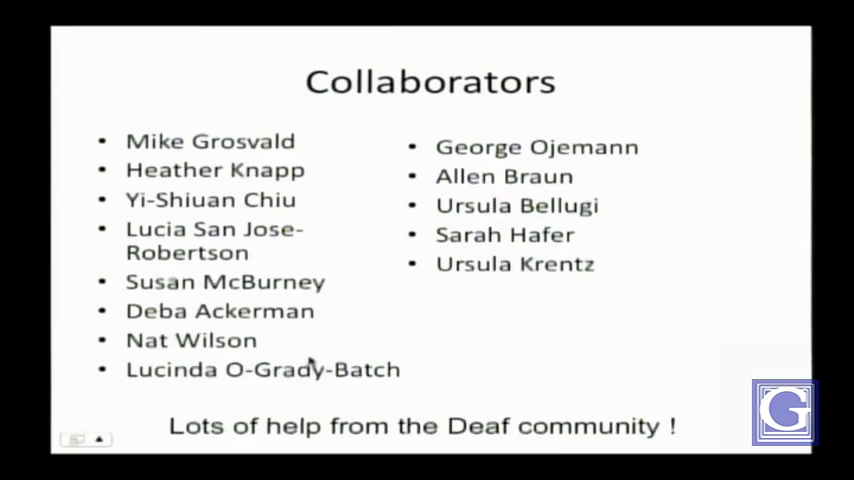 Collaborators
Mike Grosvald
Heather Knapp
Yi-Shiuan Chiu
Lucia San Jose-
Robertson
Susan McBurney
Deba Ackerman
Nat Wilson
Lucinda O-Grady-Batch
George Ojemann
Allen Braun
Ursula Bellugi
Sarah Hafer
Ursula Krentz
Lots of help from the Deaf community !
G